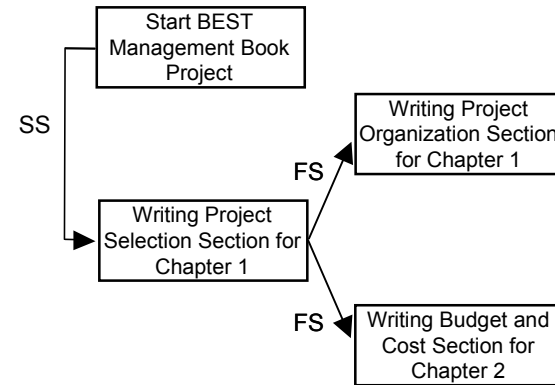 Start BEST
Management Book
Project
SS
Writing Project
Organization Section
for Chapter 1
FS
Writing Project
Selection Section for
Chapter 1
FS
Writing Budget and
Cost Section for
Chapter 2